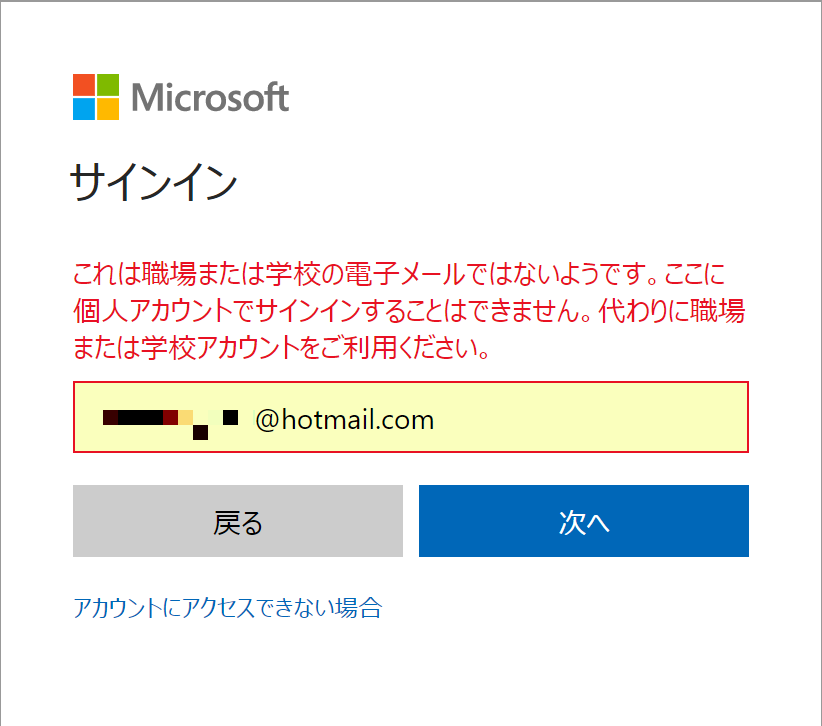 Microsoft
サインイン
これは職場または学校の電子メールではないようです。ここに
個人アカウントでサインインすることはできません。代わりに職場
または学校アカウントをご利用ください。
@hotmail.com
戻る
次へ
アカウントにアクセスできない場合